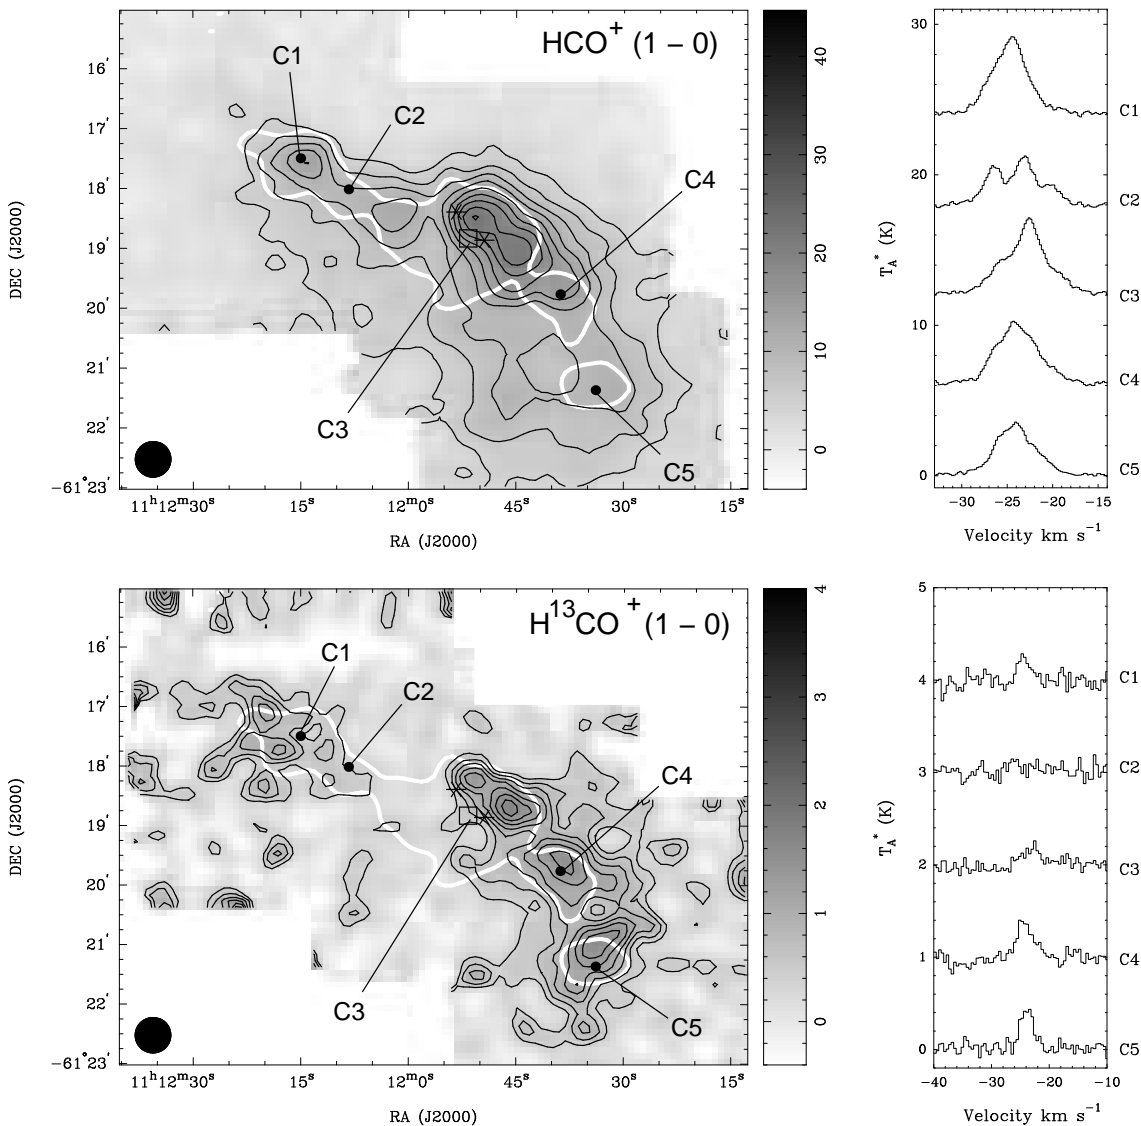 HCO+ (1 − 0)
C1
C2
C4
C3
C5
16′
17′
18′
19′
20′
21′
22′
−61°23′
DEC (J2000)
11h12m30s
15s
12m0s
45s
30s
15s
RA (J2000)
40
30
20
10
0
30
20
10
0
T_A* (K)
C1
C2
C3
C4
C5
−30
−25
−20
−15
Velocity km s−1
H13CO+ (1 − 0)
C1
C2
C4
C3
C5
16′
17′
18′
19′
20′
21′
22′
−61°23′
DEC (J2000)
11h12m30s
15s
12m0s
45s
30s
RA (J2000)
4
3
2
1
0
5
4
3
2
1
0
T_A* (K)
C1
C2
C3
C4
C5
−40
−30
−20
−10
Velocity km s−1